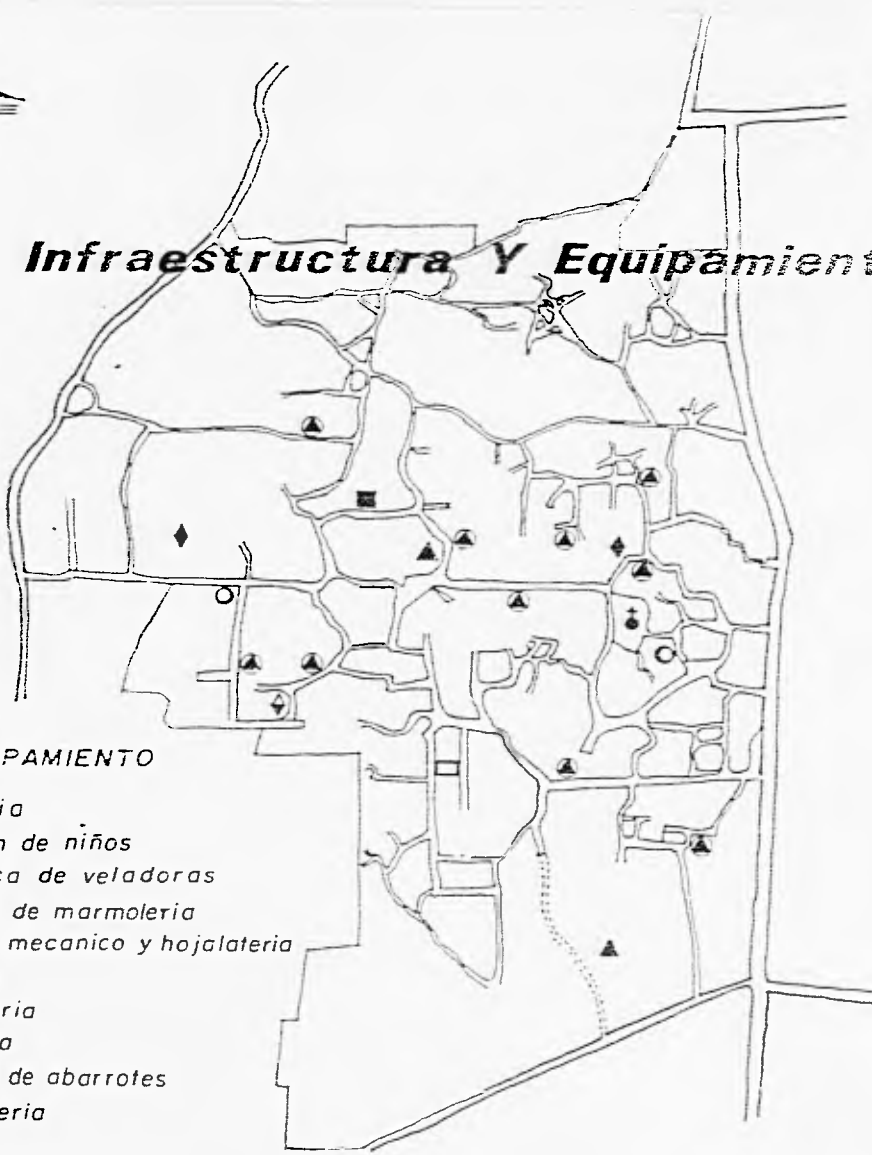 Infraestructura Y Equipamient
PAMIENTO
ia
n de niños
ca de veladoras
de marmoleria
mecanico y hojalateria
ria
a
de abarrotes
eria